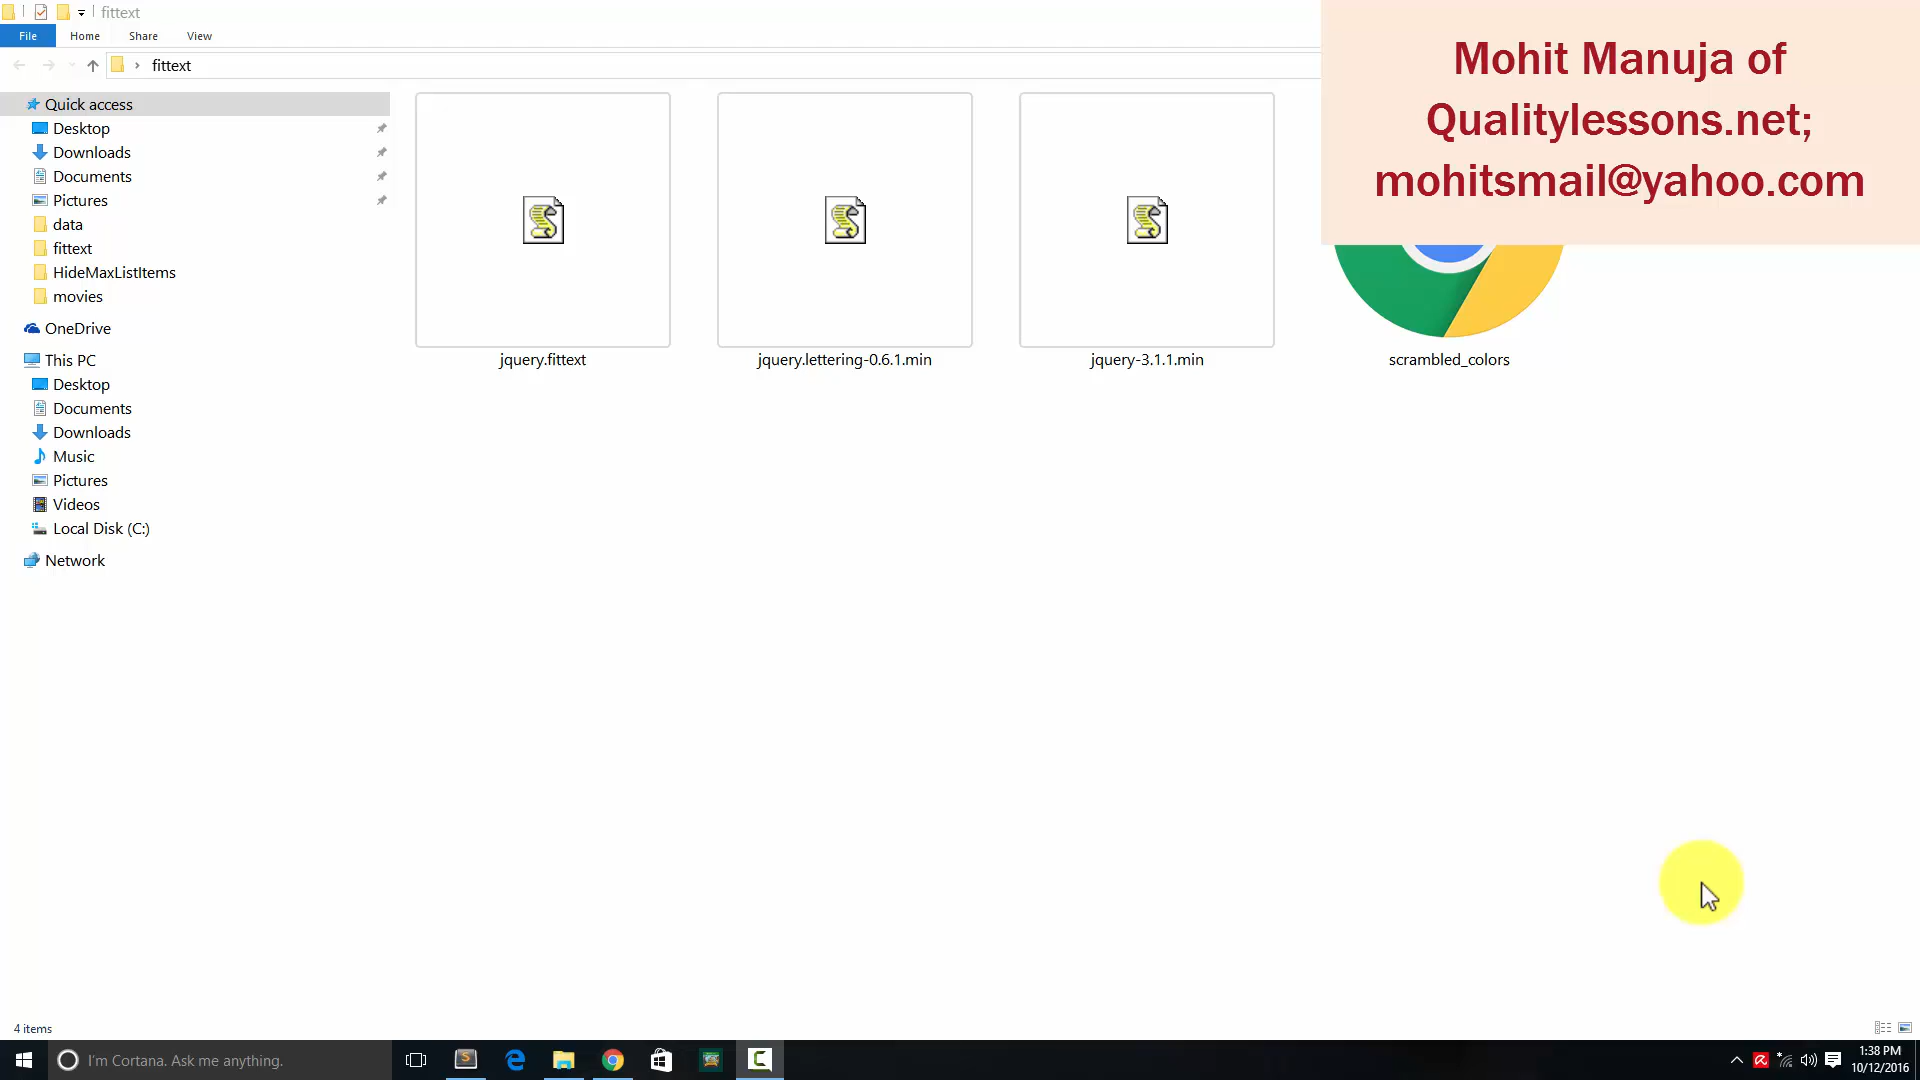 fittext
File Home Share View
fittext
Mohit Manuja of
Qualitylessons.net;
mohitsmail@yahoo.com
Quick access
Desktop
Downloads
Documents
Pictures
data
fittext
HideMaxListItems
movies
OneDrive
This PC
Desktop
Documents
Downloads
Music
Pictures
Videos
Local Disk (C:)
Network
jquery.fittext
jquery.lettering-0.6.1.min
jquery-3.1.1.min
scrambled_colors
4 items
I'm Cortana. Ask me anything.
1:38 PM
10/12/2016